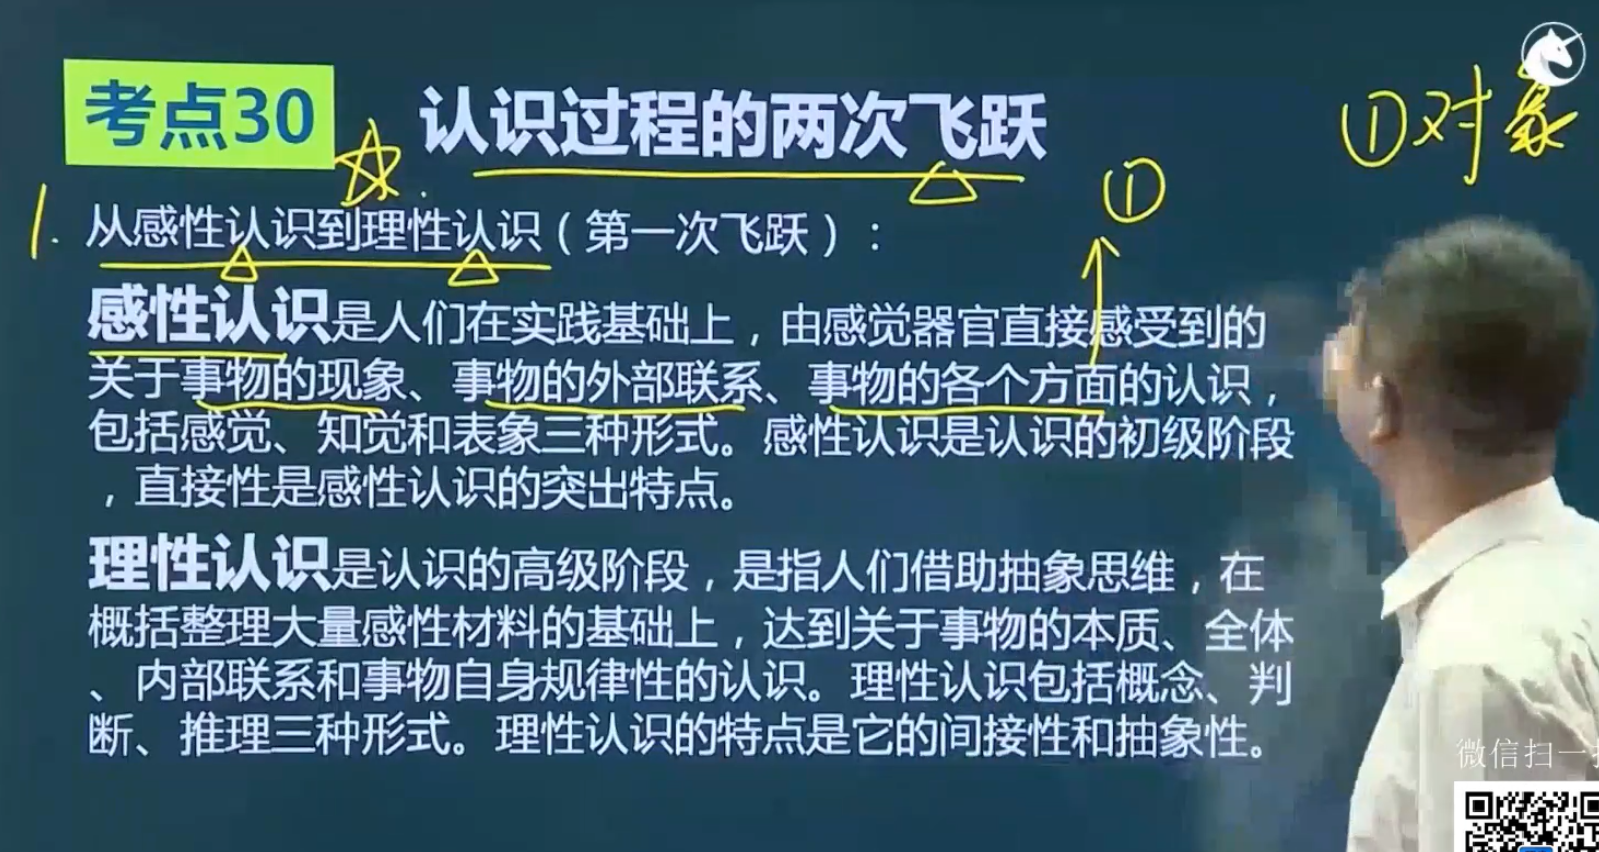 考点30
认识过程的两次飞跃
①对象
①
1.
从感性认识到理性认识（第一次飞跃）：
感性认识是人们在实践基础上，由感觉器官直接感受到的
关于事物的现象、事物的外部联系、事物的各个方面的认识，
包括感觉、知觉和表象三种形式。感性认识是认识的初级阶段
，直接性是感性认识的突出特点。
理性认识是认识的高级阶段，是指人们借助抽象思维，在
概括整理大量感性材料的基础上，达到关于事物的本质、全体
、内部联系和事物自身规律性的认识。理性认识包括概念、判
断、推理三种形式。理性认识的特点是它的间接性和抽象性。
微信扫一